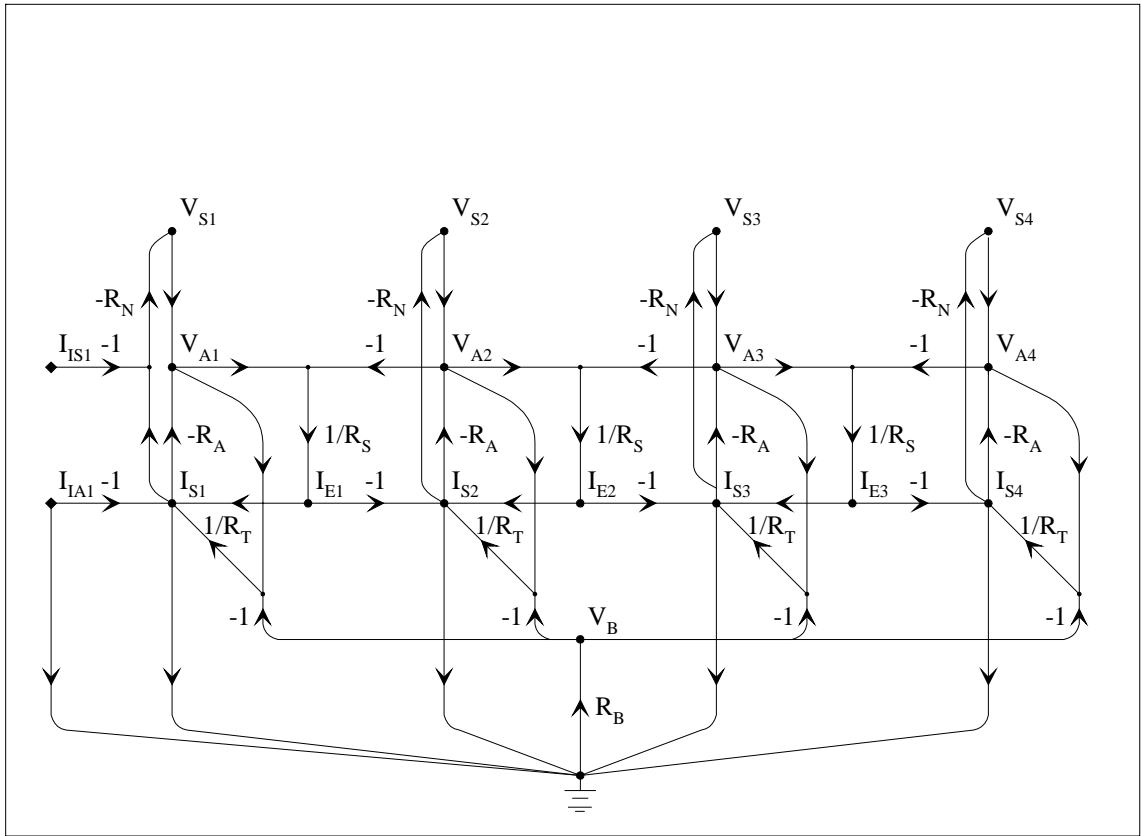 V_S1 V_S2 V_S3 V_S4
-R_N -R_N -R_N -R_N
I_IS1 -1 V_A1 -1 V_A2 -1 V_A3 -1 V_A4
-R_A 1/R_S -R_A 1/R_S -R_A 1/R_S -R_A
I_IA1 -1 I_S1 I_E1 -1 I_S2 I_E2 -1 I_S3 I_E3 -1 I_S4
1/R_T 1/R_T 1/R_T 1/R_T
-1 -1 V_B -1 -1
R_B